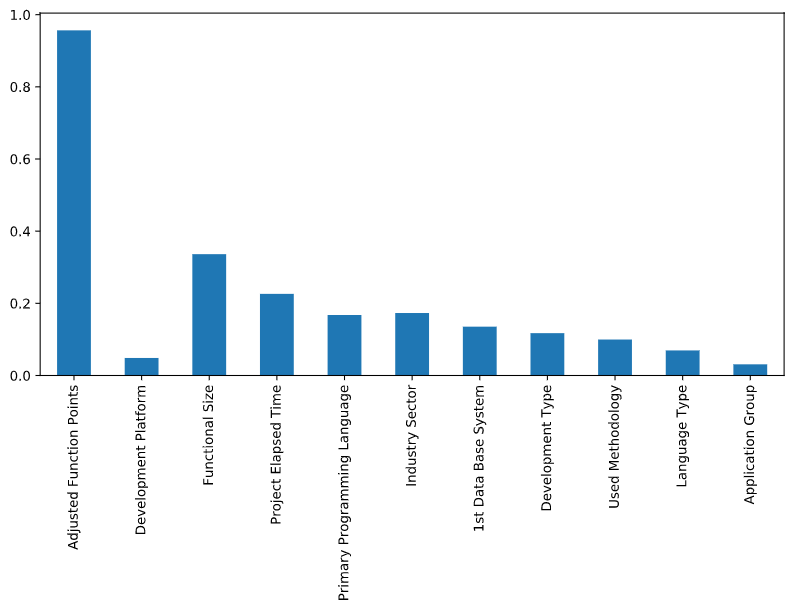 1.0
0.8
0.6
0.4
0.2
0.0
Adjusted Function Points
Development Platform
Functional Size
Project Elapsed Time
Primary Programming Language
Industry Sector
1st Data Base System
Development Type
Used Methodology
Language Type
Application Group